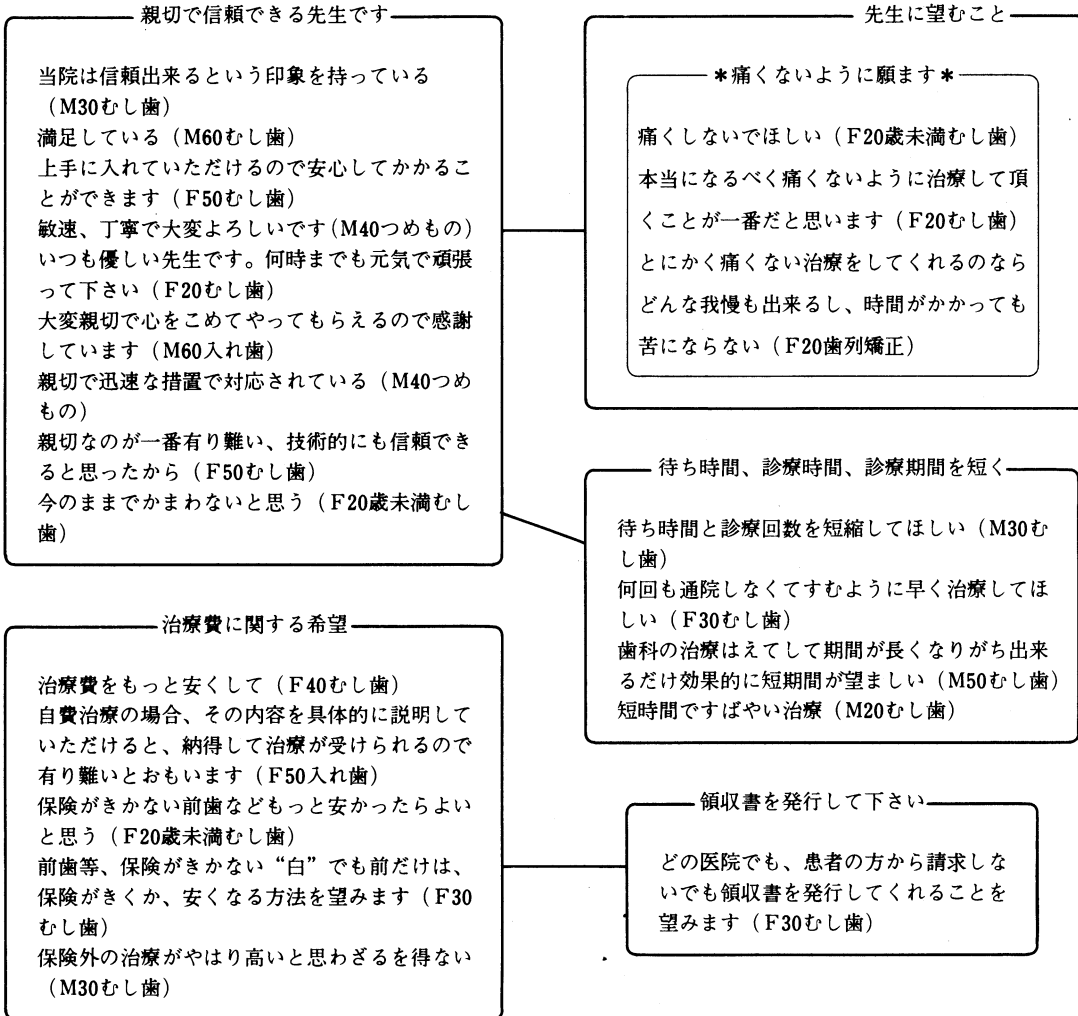 親切で信頼できる先生です
当院は信頼出来るという印象を持っている
（M30むし歯）
満足している（M60むし歯）
上手に入れていただけるので安心してかかるこ
とができます（F50むし歯）
敏速、丁寧で大変よろしいです（M40つめもの）
いつも優しい先生です。何時までも元気で頑張
って下さい（F20むし歯）
大変親切で心をこめてやってもらえるので感謝
しています（M60入れ歯）
親切で迅速な措置で対応されている（M40つめ
もの）
親切なのが一番有り難い、技術的にも信頼でき
ると思ったから（F50むし歯）
今のままでかまわないと思う（F20歳未満むし
歯）
先生に望むこと
＊痛くないように願ます＊
痛くしないでほしい（F20歳未満むし歯）
本当になるべく痛くないように治療して頂
くことが一番だと思います（F20むし歯）
とにかく痛くない治療をしてくれるのなら
どんな我慢も出来るし、時間がかかっても
苦にならない（F20歯列矯正）
待ち時間、診療時間、診療期間を短く
待ち時間と診療回数を短縮してほしい（M30む
し歯）
何回も通院しなくてすむように早く治療してほ
しい（F30むし歯）
歯科の治療はえてして期間が長くなりがち出来
るだけ効果的に短期間が望ましい（M50むし歯）
短時間ですばやい治療（M20むし歯）
治療費に関する希望
治療費をもっと安くして（F40むし歯）
自費治療の場合、その内容を具体的に説明して
いただけると、納得して治療が受けられるので
有り難いとおもいます（F50入れ歯）
保険がきかない前歯などもっと安かったらよい
と思う（F20歳未満むし歯）
前歯等、保険がきかない“白”でも前だけは、
保険がきくか、安くなる方法を望みます（F30
むし歯）
保険外の治療がやはり高いと思わざるを得ない
（M30むし歯）
領収書を発行して下さい
どの医院でも、患者の方から請求しな
いでも領収書を発行してくれることを
望みます（F30むし歯）